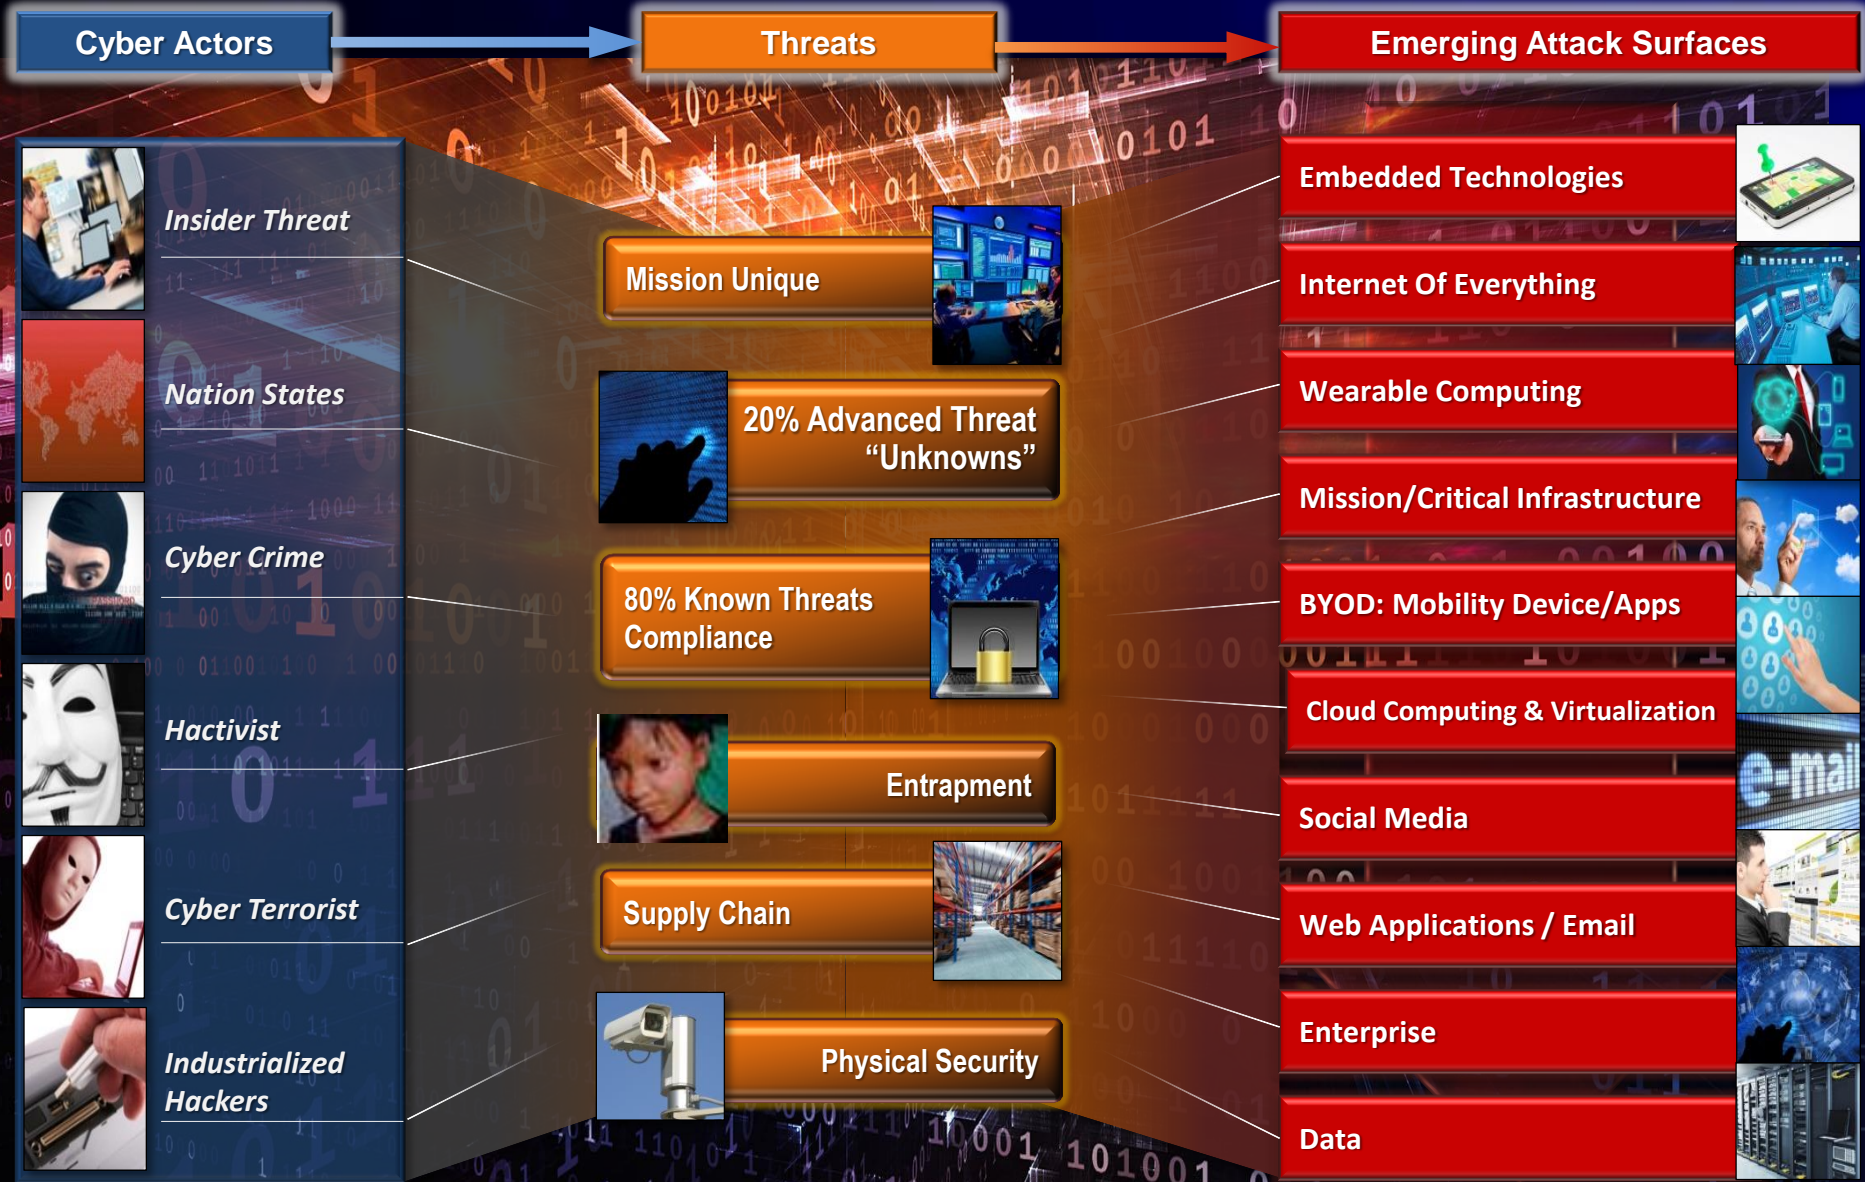 Cyber Actors
Threats
Emerging Attack Surfaces
Insider Threat
Nation States
Cyber Crime
PASSWORD
Hactivist
Cyber Terrorist
Industrialized
Hackers
Mission Unique
20% Advanced Threat
“Unknowns”
80% Known Threats
Compliance
Entrapment
Supply Chain
Physical Security
Embedded Technologies
Internet Of Everything
Wearable Computing
Mission/Critical Infrastructure
BYOD: Mobility Device/Apps
Cloud Computing & Virtualization
Social Media
e-mail
Web Applications / Email
Enterprise
Data